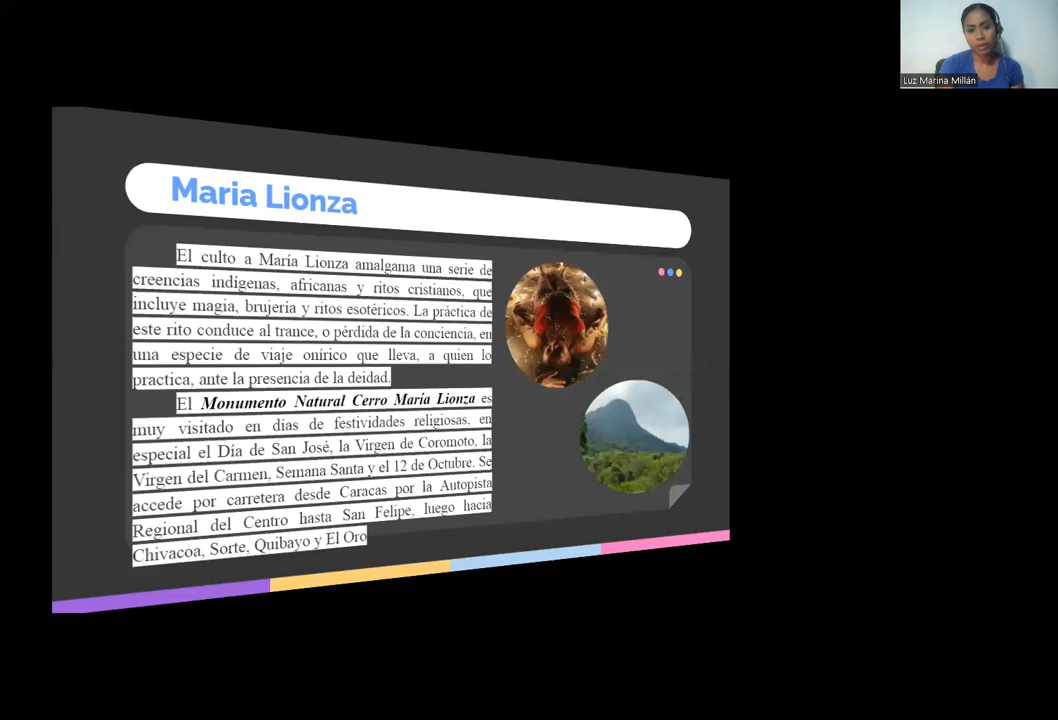 Luz Marina Millán
Maria Lionza
El culto a María Lionza amalgama una serie de
creencias indígenas, africanas y ritos cristianos, que
incluye magia, brujería y ritos esotéricos. La práctica de
este rito conduce al trance, o pérdida de la conciencia, en
una especie de viaje onírico que lleva, a quien lo
practica, ante la presencia de la deidad.
El Monumento Natural Cerro María Lionza es
muy visitado en días de festividades religiosas, en
especial el Día de San José, la Virgen de Coromoto, la
Virgen del Carmen, Semana Santa y el 12 de Octubre. Se
accede por carretera desde Caracas por la Autopista
Regional del Centro hasta San Felipe, luego hacia
Chivacoa, Sorte, Quibayo y El Oro